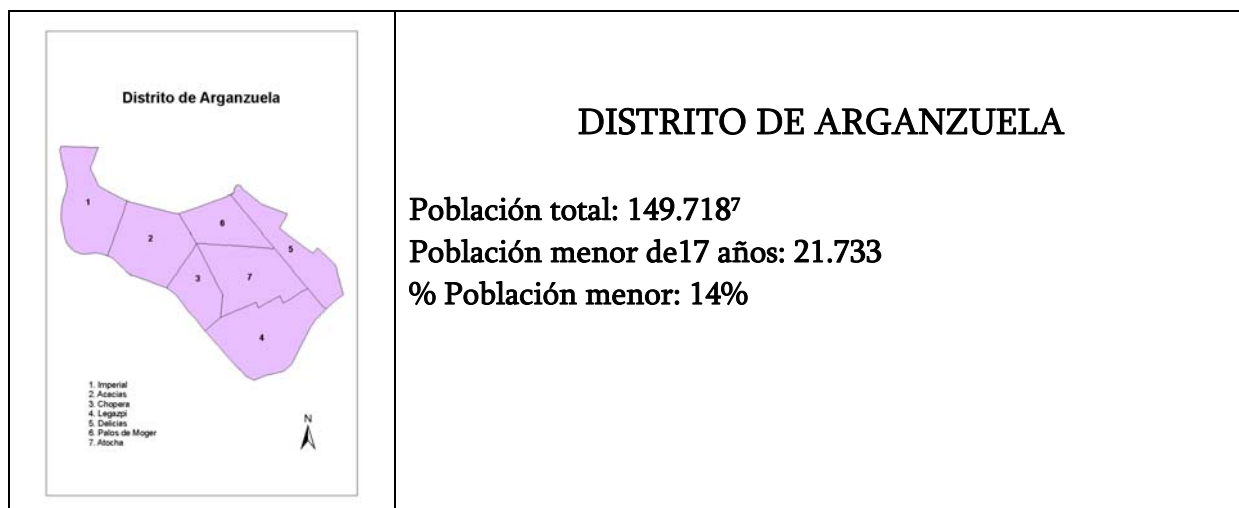 Distrito de Arganzuela
1
2
3
4
5
6
7
1. Imperial
2. Acacias
3. Chopera
4. Legazpi
5. Delicias
6. Palos de Moger
7. Atocha
N
DISTRITO DE ARGANZUELA
Población total: 149.718⁷
Población menor de17 años: 21.733
% Población menor: 14%